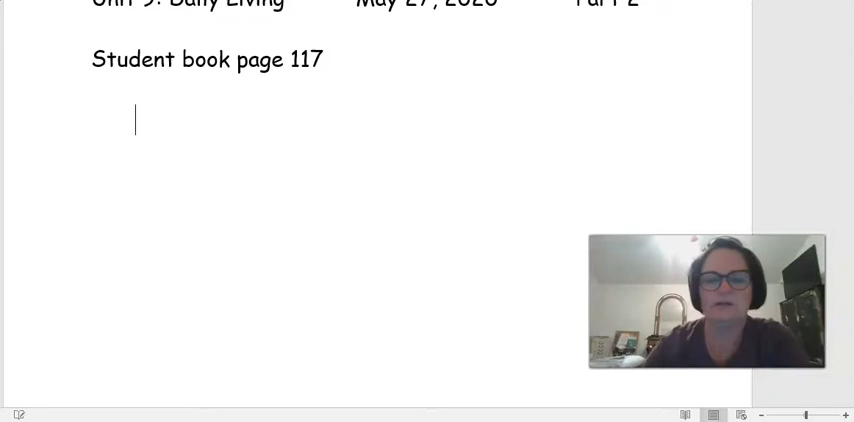 Unit 9: Daily Living May 27, 2020 Part 2
Student book page 117